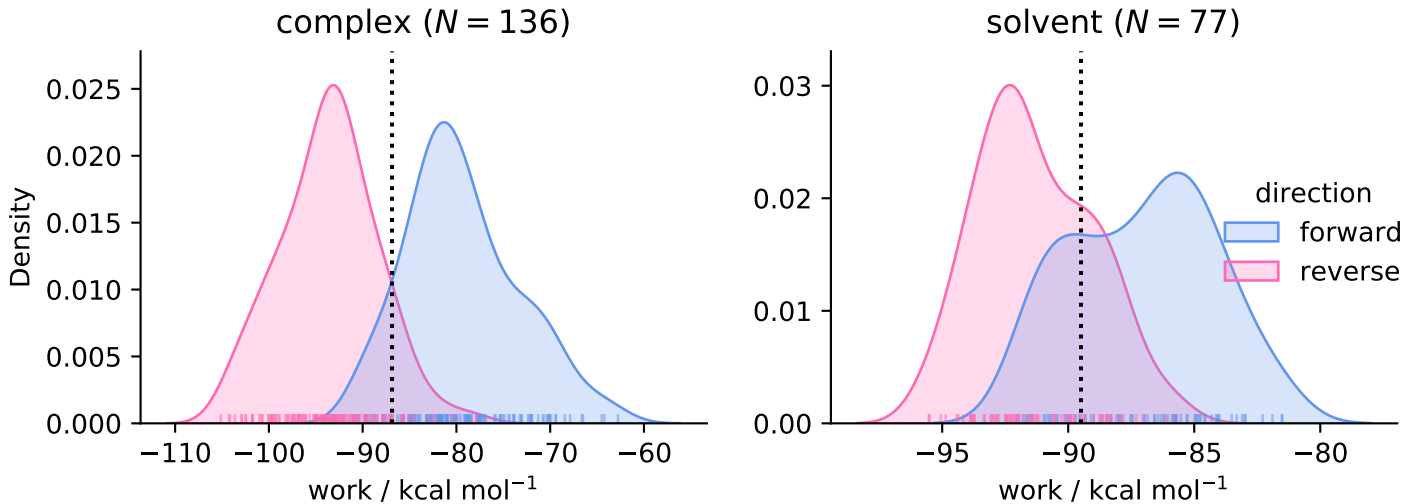 complex (N = 136)
Density
0.025
0.020
0.015
0.010
0.005
0.000
−110 −100 −90 −80 −70 −60
work / kcal mol⁻¹
solvent (N = 77)
0.03
0.02
0.01
0.00
−95 −90 −85 −80
work / kcal mol⁻¹
direction
forward
reverse